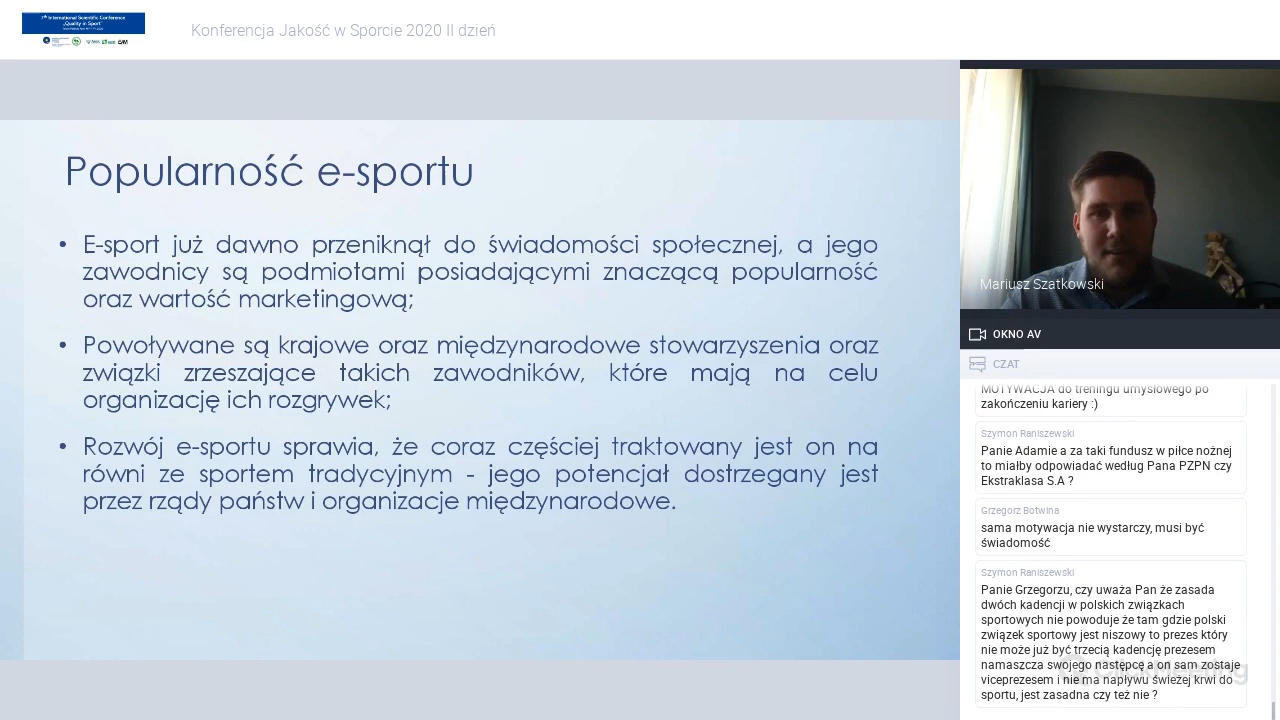 7th International Scientific Conference
„Quality in Sport"
Konferencja Jakość w Sporcie 2020 II dzień
Popularność e-sportu
• E-sport już dawno przeniknął do świadomości społecznej, a jego
zawodnicy są podmiotami posiadającymi znaczącą popularność
oraz wartość marketingową;
• Powoływane są krajowe oraz międzynarodowe stowarzyszenia oraz
związki zrzeszające takich zawodników, które mają na celu
organizację ich rozgrywek;
• Rozwój e-sportu sprawia, że coraz częściej traktowany jest on na
równi ze sportem tradycyjnym - jego potencjał dostrzegany jest
przez rządy państw i organizacje międzynarodowe.
Mariusz Szatkowski
OKNO AV
CZAT
MOTYWACJA do treningu umysłowego po
zakończeniu kariery :)
Szymon Raniszewski
Panie Adamie a za taki fundusz w piłce nożnej
to miałby odpowiadać według Pana PZPN czy
Ekstraklasa S.A ?
Grzegorz Botwina
sama motywacja nie wystarczy, musi być
świadomość
Szymon Raniszewski
Panie Grzegorzu, czy uważa Pan że zasada
dwóch kadencji w polskich związkach
sportowych nie powoduje że tam gdzie polski
związek sportowy jest niszowy to prezes który
nie może już być trzecią kadencję prezesem
namaszcza swojego następcę a on sam zostaje
viceprezesem i nie ma napływu świeżej krwi do
sportu, jest zasadna czy też nie ?
ClickMeeting